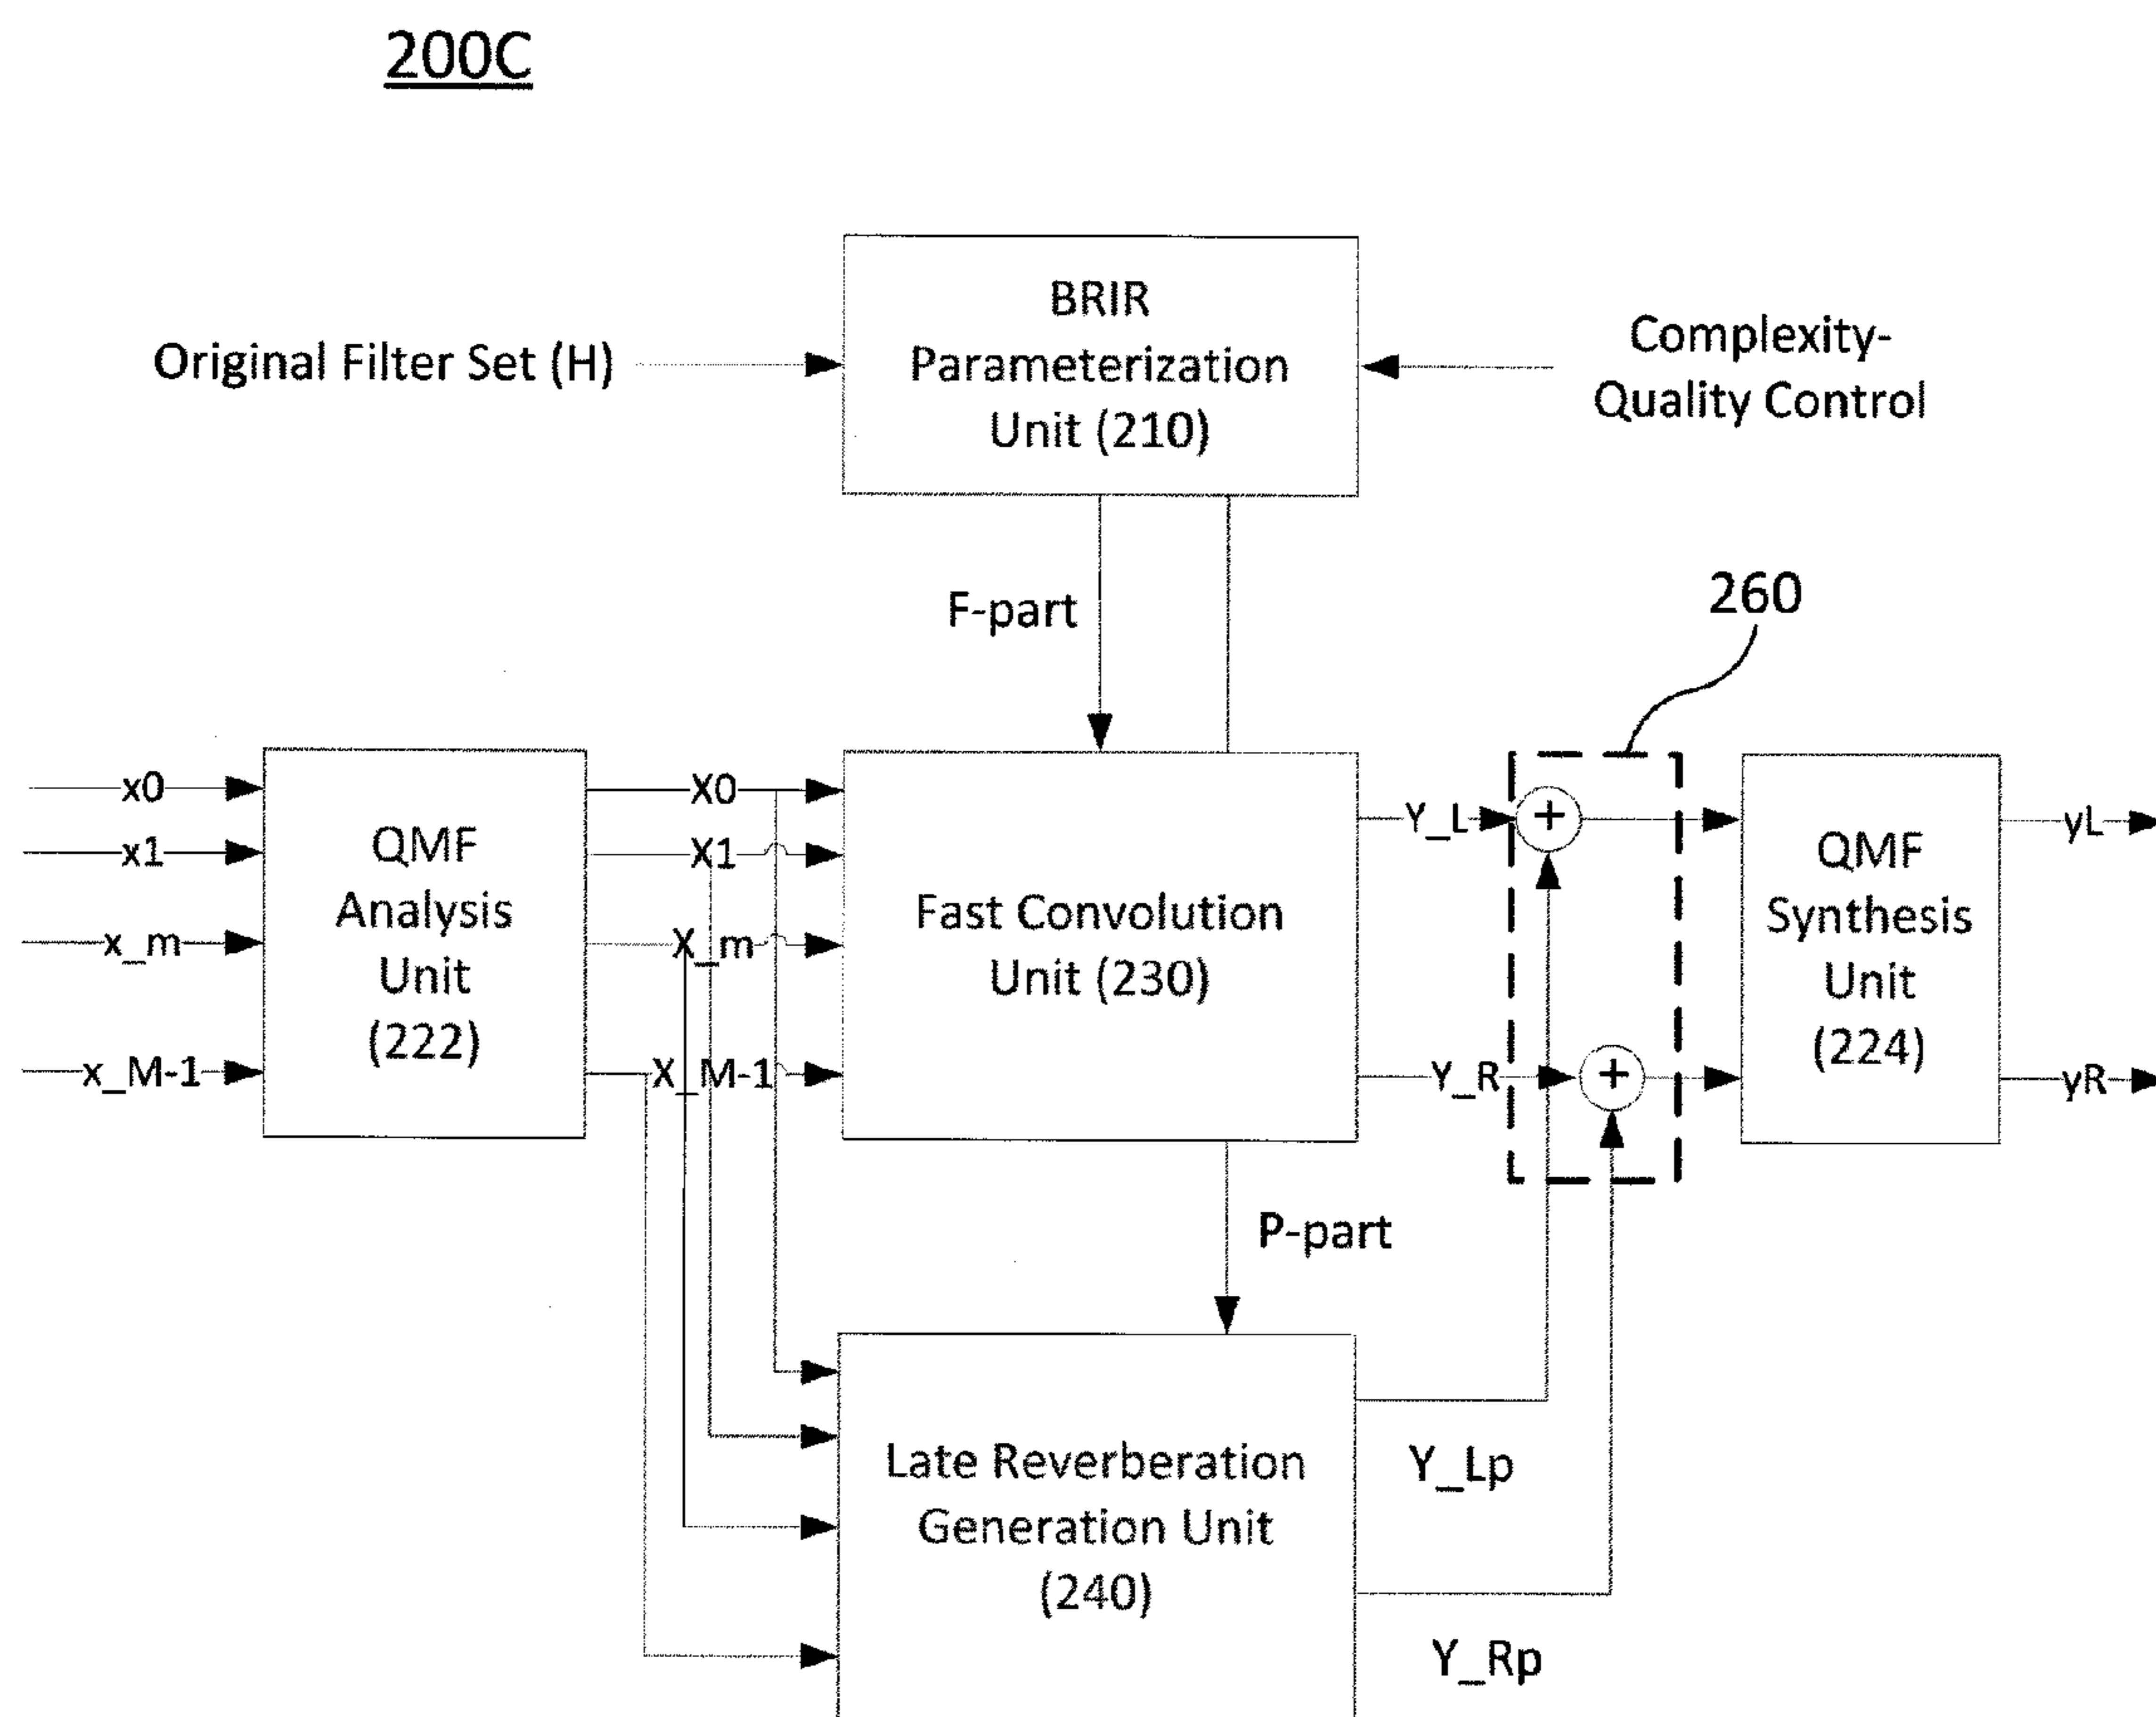 200C
BRIR
Parameterization
Unit (210)
Original Filter Set (H)
Complexity-
Quality Control
F-part
260
x0
x1
x_m
x_M-1
QMF
Analysis
Unit
(222)
X0
X1
X_m
X_M-1
Fast Convolution
Unit (230)
Y_L
Y_R
+
+
QMF
Synthesis
Unit
(224)
yL
yR
P-part
Late Reverberation
Generation Unit
(240)
Y_Lp
Y_Rp